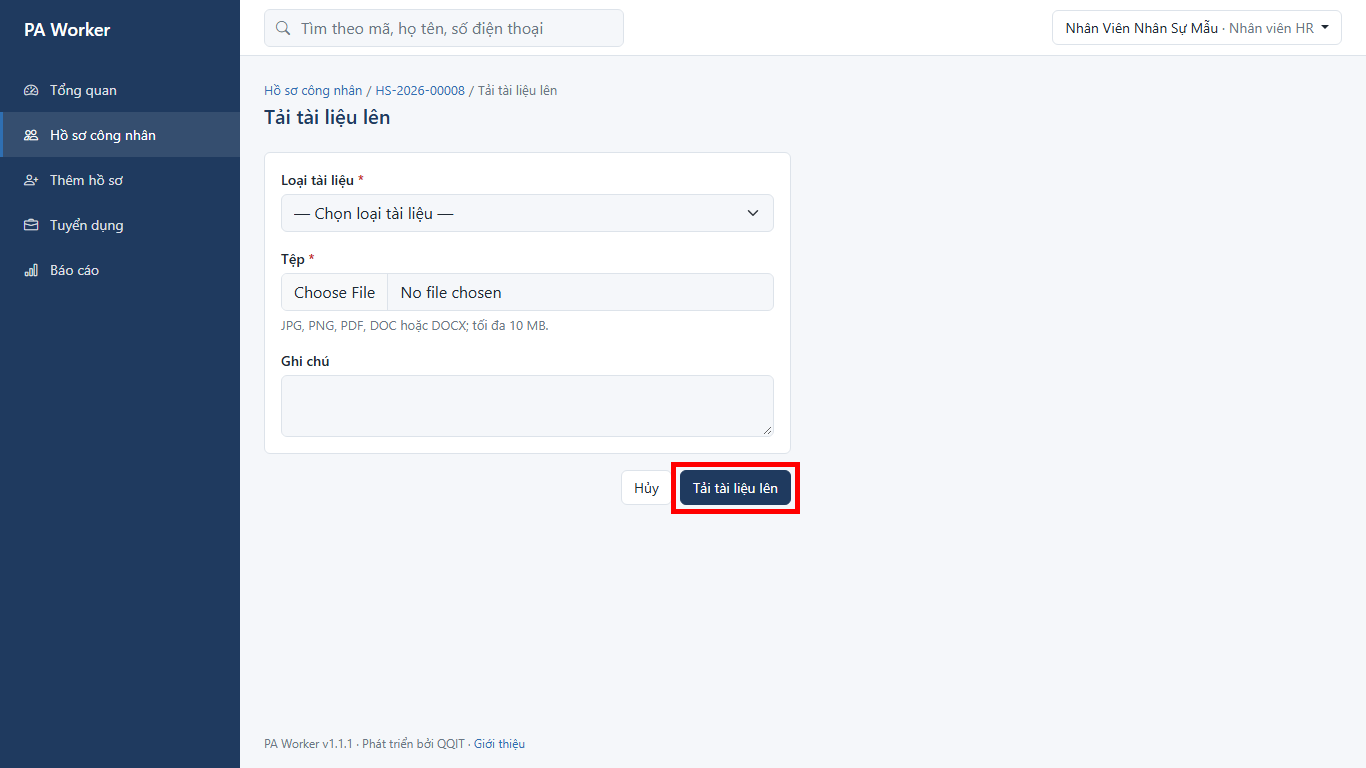 PA Worker
Tìm theo mã, họ tên, số điện thoại
Nhân Viên Nhân Sự Mẫu · Nhân viên HR
Tổng quan
Hồ sơ công nhân
Thêm hồ sơ
Tuyển dụng
Báo cáo
Hồ sơ công nhân / HS-2026-00008 / Tải tài liệu lên
Tải tài liệu lên
Loại tài liệu *
— Chọn loại tài liệu —
Tệp *
Choose File No file chosen
JPG, PNG, PDF, DOC hoặc DOCX; tối đa 10 MB.
Ghi chú
Hủy
Tải tài liệu lên
PA Worker v1.1.1 · Phát triển bởi QQIT · Giới thiệu